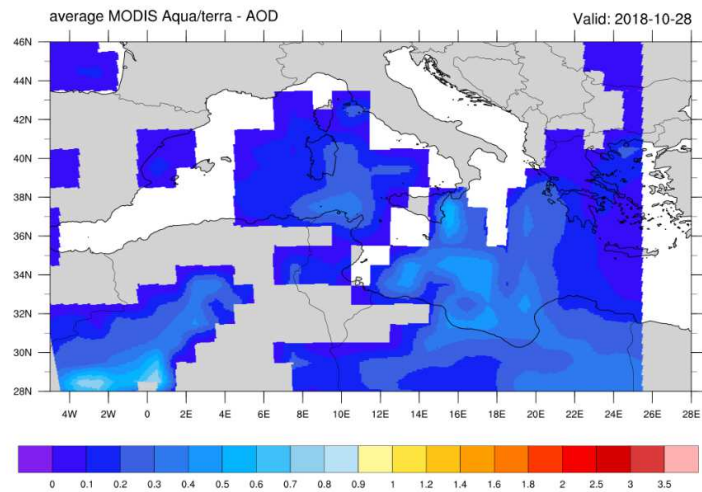 average MODIS Aqua/terra - AOD
Valid: 2018-10-28
46N
44N
42N
40N
38N
36N
34N
32N
30N
28N
4W 2W 0 2E 4E 6E 8E 10E 12E 14E 16E 18E 20E 22E 24E 26E 28E
0 0.1 0.2 0.3 0.4 0.5 0.6 0.7 0.8 0.9 1 1.2 1.4 1.6 1.8 2 2.5 3 3.5